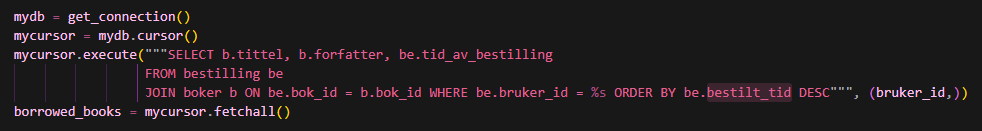 mydb = get_connection()
mycursor = mydb.cursor()
mycursor.execute("""SELECT b.tittel, b.forfatter, be.tid_av_bestilling
FROM bestilling be
JOIN boker b ON be.bok_id = b.bok_id WHERE be.bruker_id = %s ORDER BY be.bestilt_tid DESC""", (bruker_id,))
borrowed_books = mycursor.fetchall()